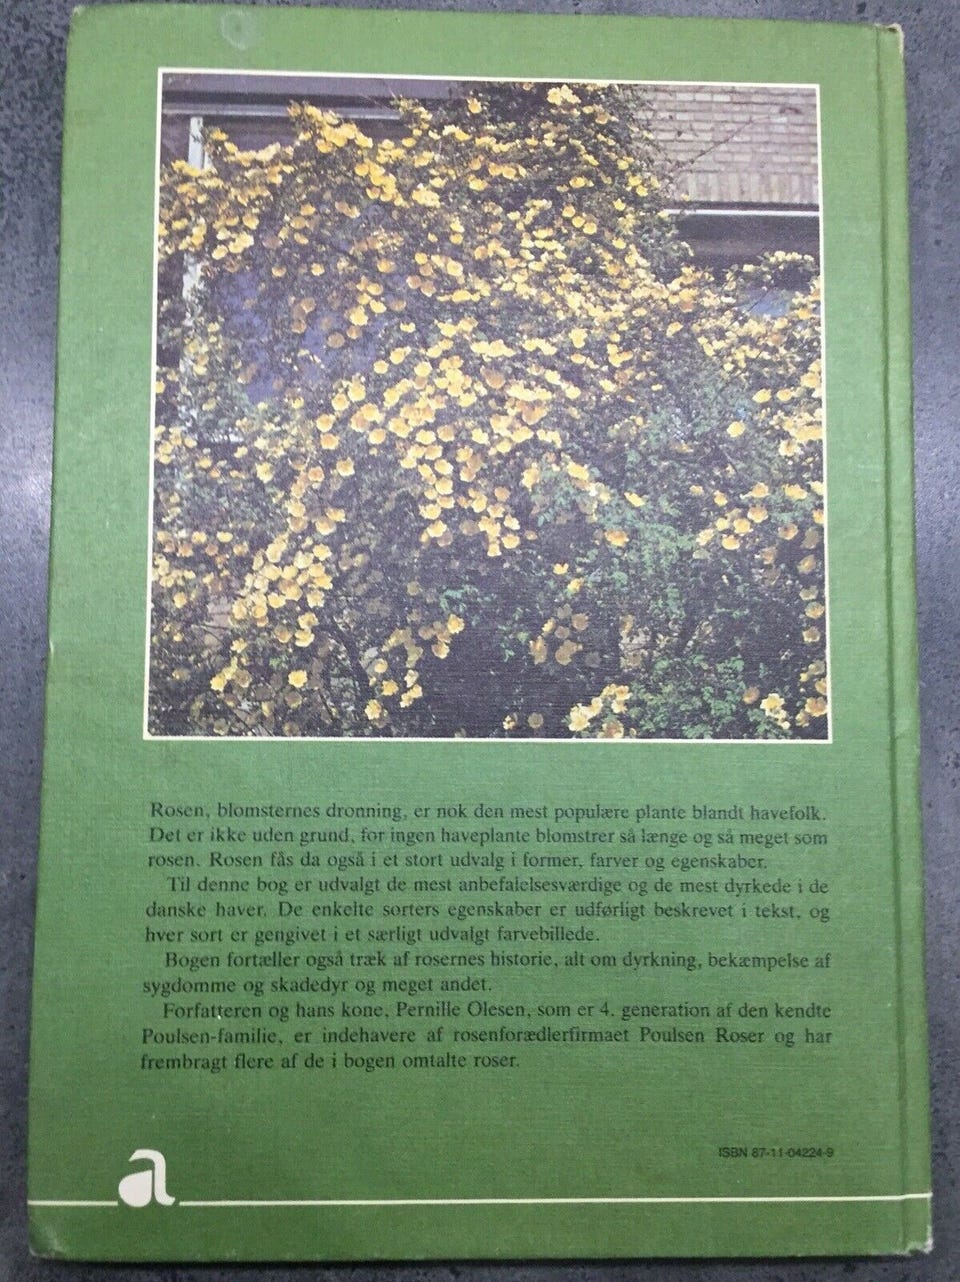 Rosen, blomsternes dronning, er nok den mest populære plante blandt havefolk.
Det er ikke uden grund, for ingen haveplante blomstrer så længe og så meget som
rosen. Rosen fås da også i et stort udvalg i former, farver og egenskaber.
Til denne bog er udvalgt de mest anbefalelsesværdige og de mest dyrkede i de
danske haver. De enkelte sorters egenskaber er udførligt beskrevet i tekst, og
hver sort er gengivet i et særligt udvalgt farvebillede.
Bogen fortæller også træk af rosernes historie, alt om dyrkning, bekæmpelse af
sygdomme og skadedyr og meget andet.
Forfatteren og hans kone, Pernille Olesen, som er 4. generation af den kendte
Poulsen-familie, er indehavere af rosenforædlerfirmaet Poulsen Roser og har
frembragt flere af de i bogen omtalte roser.
ISBN 87-11-04224-9
a